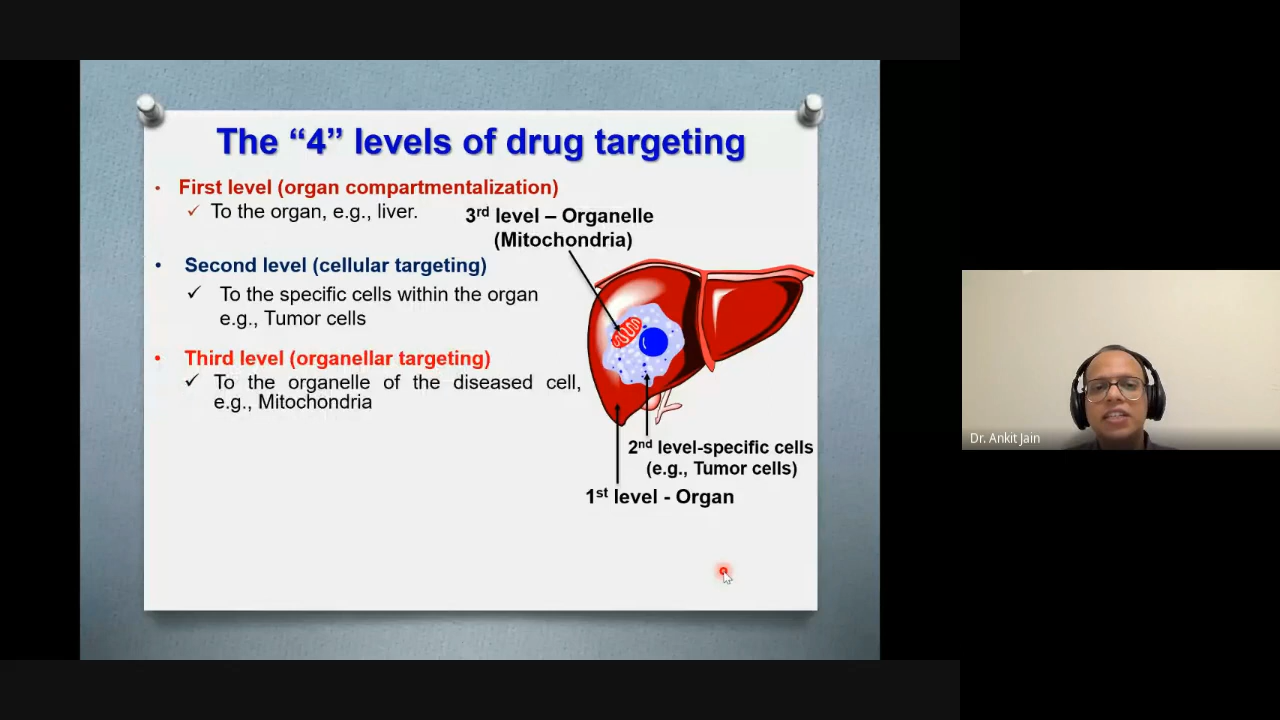 The “4” levels of drug targeting
• First level (organ compartmentalization)
✓ To the organ, e.g., liver.
• Second level (cellular targeting)
✓ To the specific cells within the organ
e.g., Tumor cells
• Third level (organellar targeting)
✓ To the organelle of the diseased cell,
e.g., Mitochondria
3rd level – Organelle
(Mitochondria)
2nd level-specific cells
(e.g., Tumor cells)
1st level - Organ
Dr. Ankit Jain